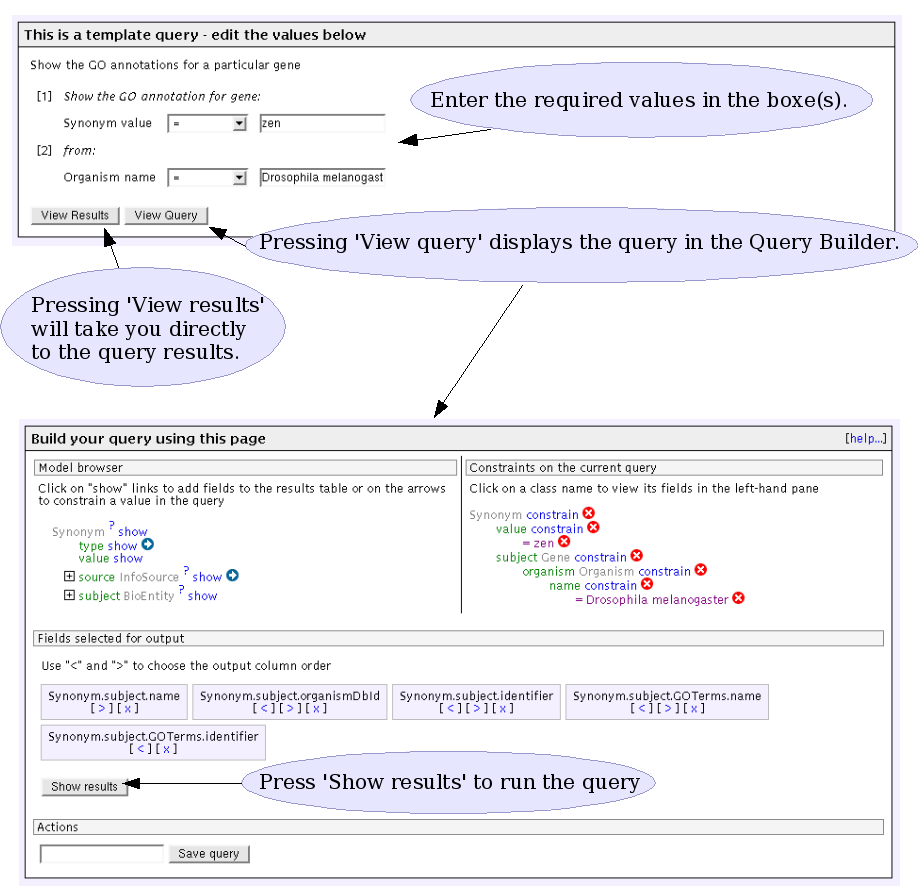 This is a template query - edit the values below
Show the GO annotations for a particular gene
[1] Show the GO annotation for gene:
Synonym value = zen
[2] from:
Organism name = Drosophila melanogast
View Results View Query
Enter the required values in the boxe(s).
Pressing 'View query' displays the query in the Query Builder.
Pressing 'View results'
will take you directly
to the query results.
Build your query using this page [help...]
Model browser
Click on "show" links to add fields to the results table or on the arrows
to constrain a value in the query
Synonym ? show
type show
value show
source InfoSource ? show
subject BioEntity ? show
Constraints on the current query
Click on a class name to view its fields in the left-hand pane
Synonym constrain
value constrain
= zen
subject Gene constrain
organism Organism constrain
name constrain
= Drosophila melanogaster
Fields selected for output
Use "<" and ">" to choose the output column order
Synonym.subject.name
[ > ] [ x ]
Synonym.subject.organismDbId
[ < ] [ > ] [ x ]
Synonym.subject.identifier
[ < ] [ > ] [ x ]
Synonym.subject.GOTerms.name
[ < ] [ > ] [ x ]
Synonym.subject.GOTerms.identifier
[ < ] [ x ]
Show results
Press 'Show results' to run the query
Actions
Save query